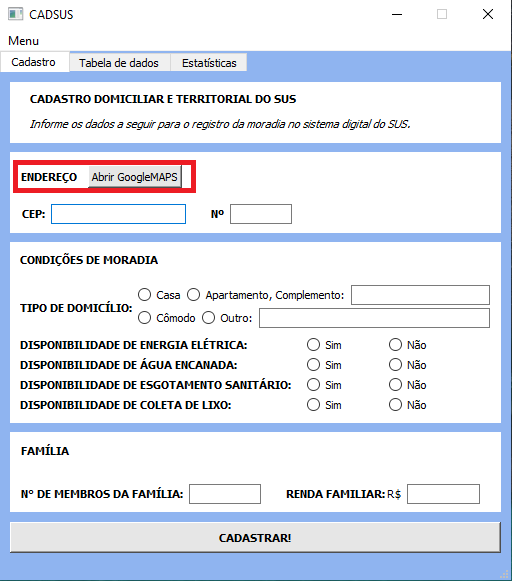 CADSUS
Menu
Cadastro Tabela de dados Estatísticas
CADASTRO DOMICILIAR E TERRITORIAL DO SUS
Informe os dados a seguir para o registro da moradia no sistema digital do SUS.
ENDEREÇO Abrir GoogleMAPS
CEP: Nº
CONDIÇÕES DE MORADIA
TIPO DE DOMICÍLIO: Casa Apartamento, Complemento:
Cômodo Outro:
DISPONIBILIDADE DE ENERGIA ELÉTRICA: Sim Não
DISPONIBILIDADE DE ÁGUA ENCANADA: Sim Não
DISPONIBILIDADE DE ESGOTAMENTO SANITÁRIO: Sim Não
DISPONIBILIDADE DE COLETA DE LIXO: Sim Não
FAMÍLIA
N° DE MEMBROS DA FAMÍLIA: RENDA FAMILIAR: R$
CADASTRAR!